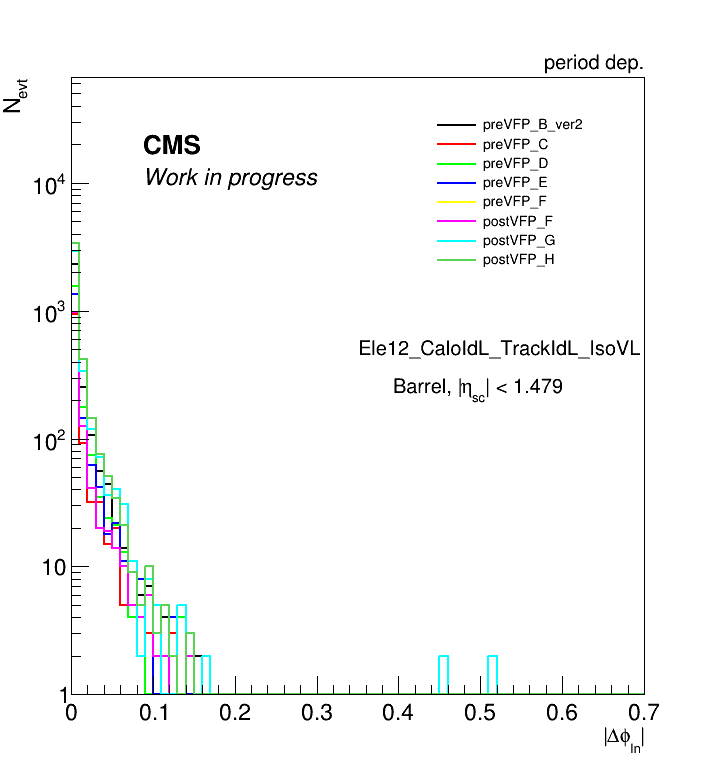 period dep.
N_evt
CMS
Work in progress
preVFP_B_ver2
preVFP_C
preVFP_D
preVFP_E
preVFP_F
postVFP_F
postVFP_G
postVFP_H
Ele12_CaloIdL_TrackIdL_IsoVL
Barrel, |η_sc| < 1.479
10^4
10^3
10^2
10
1
0 0.1 0.2 0.3 0.4 0.5 0.6 0.7
|Δϕ_In|